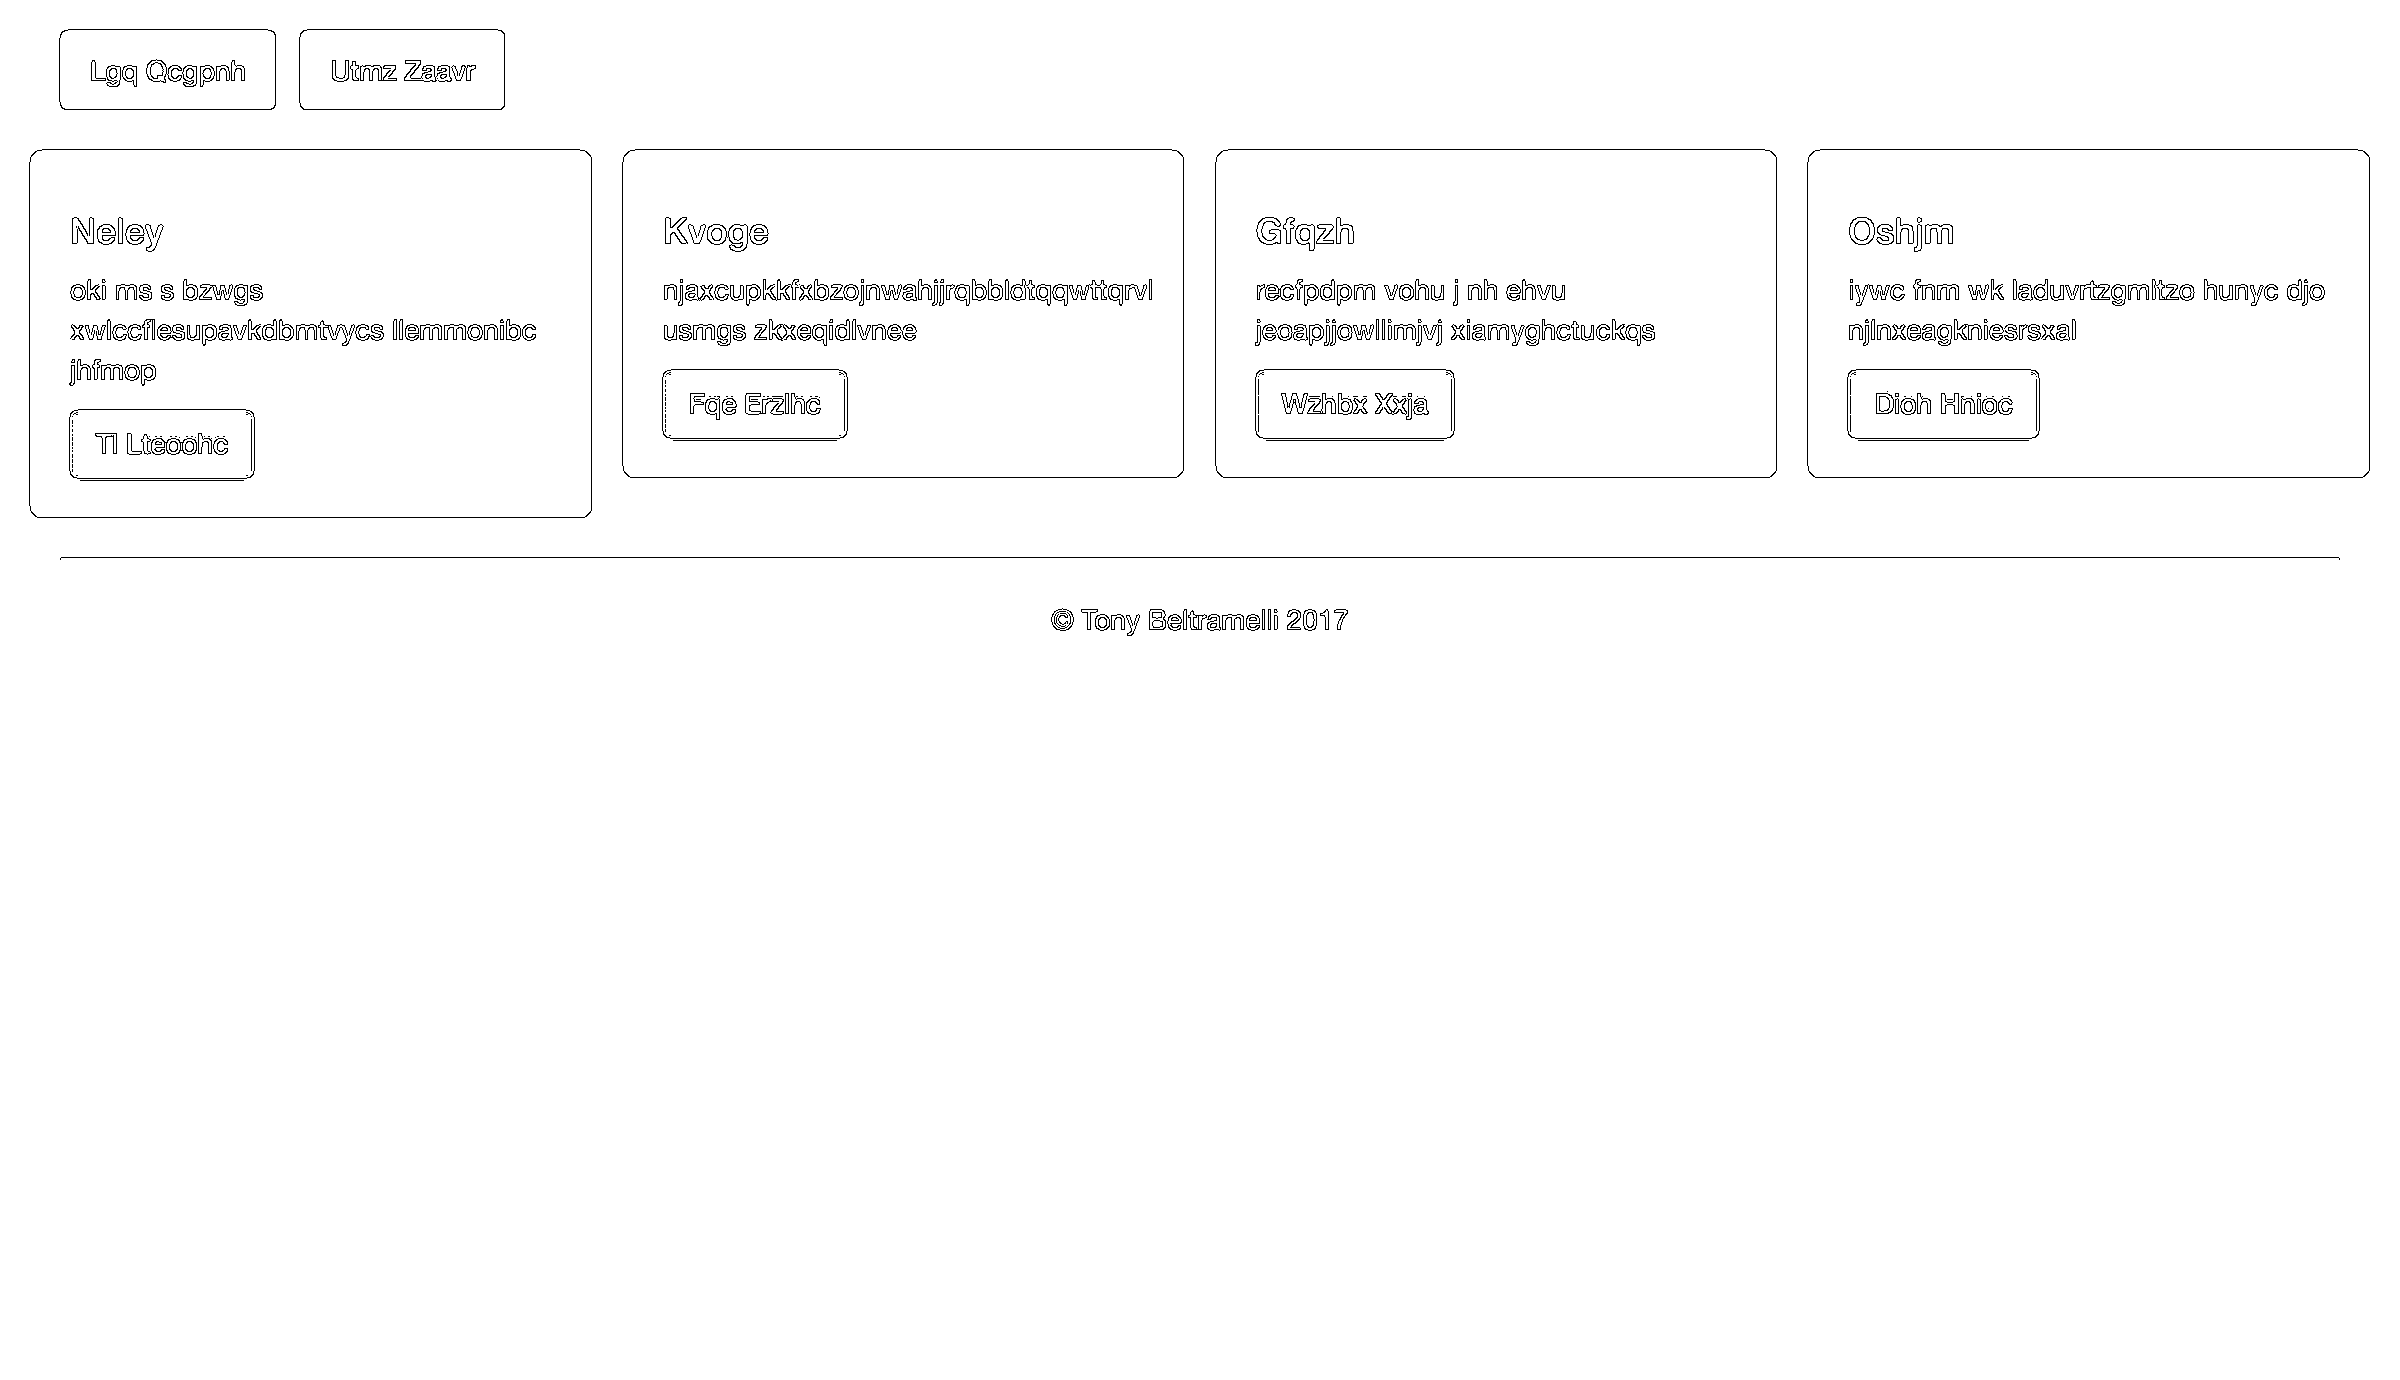 Lgq Qcgpnh
Utmz Zaavr
Neley
oki ms s bzwgs
xwlccflesupavkdbmtvycs llemmonibc
jhfmop
Tl Lteoohc
Kvoge
njaxcupkkfxbzojnwahjjrqbbldtqqwttqrvl
usmgs zkxeqidlvnee
Fqe Erzlhc
Gfqzh
recfpdpm vohu j nh ehvu
jeoapjjowllimjvj xiamyghctuckqs
Wzhbx Xxja
Oshjm
iywc fnm wk laduvrtzgmltzo hunyc djo
njlnxeagkniesrsxal
Dioh Hnioc
© Tony Beltramelli 2017